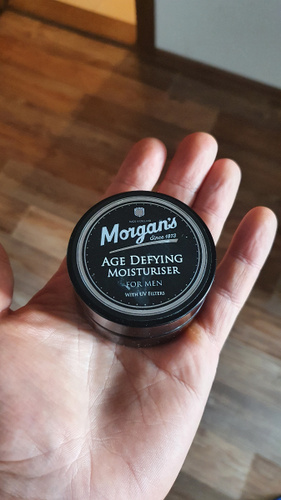 Morgan's
Since 1873
AGE DEFYING
MOISTURISER
FOR MEN
WITH UV FILTERS